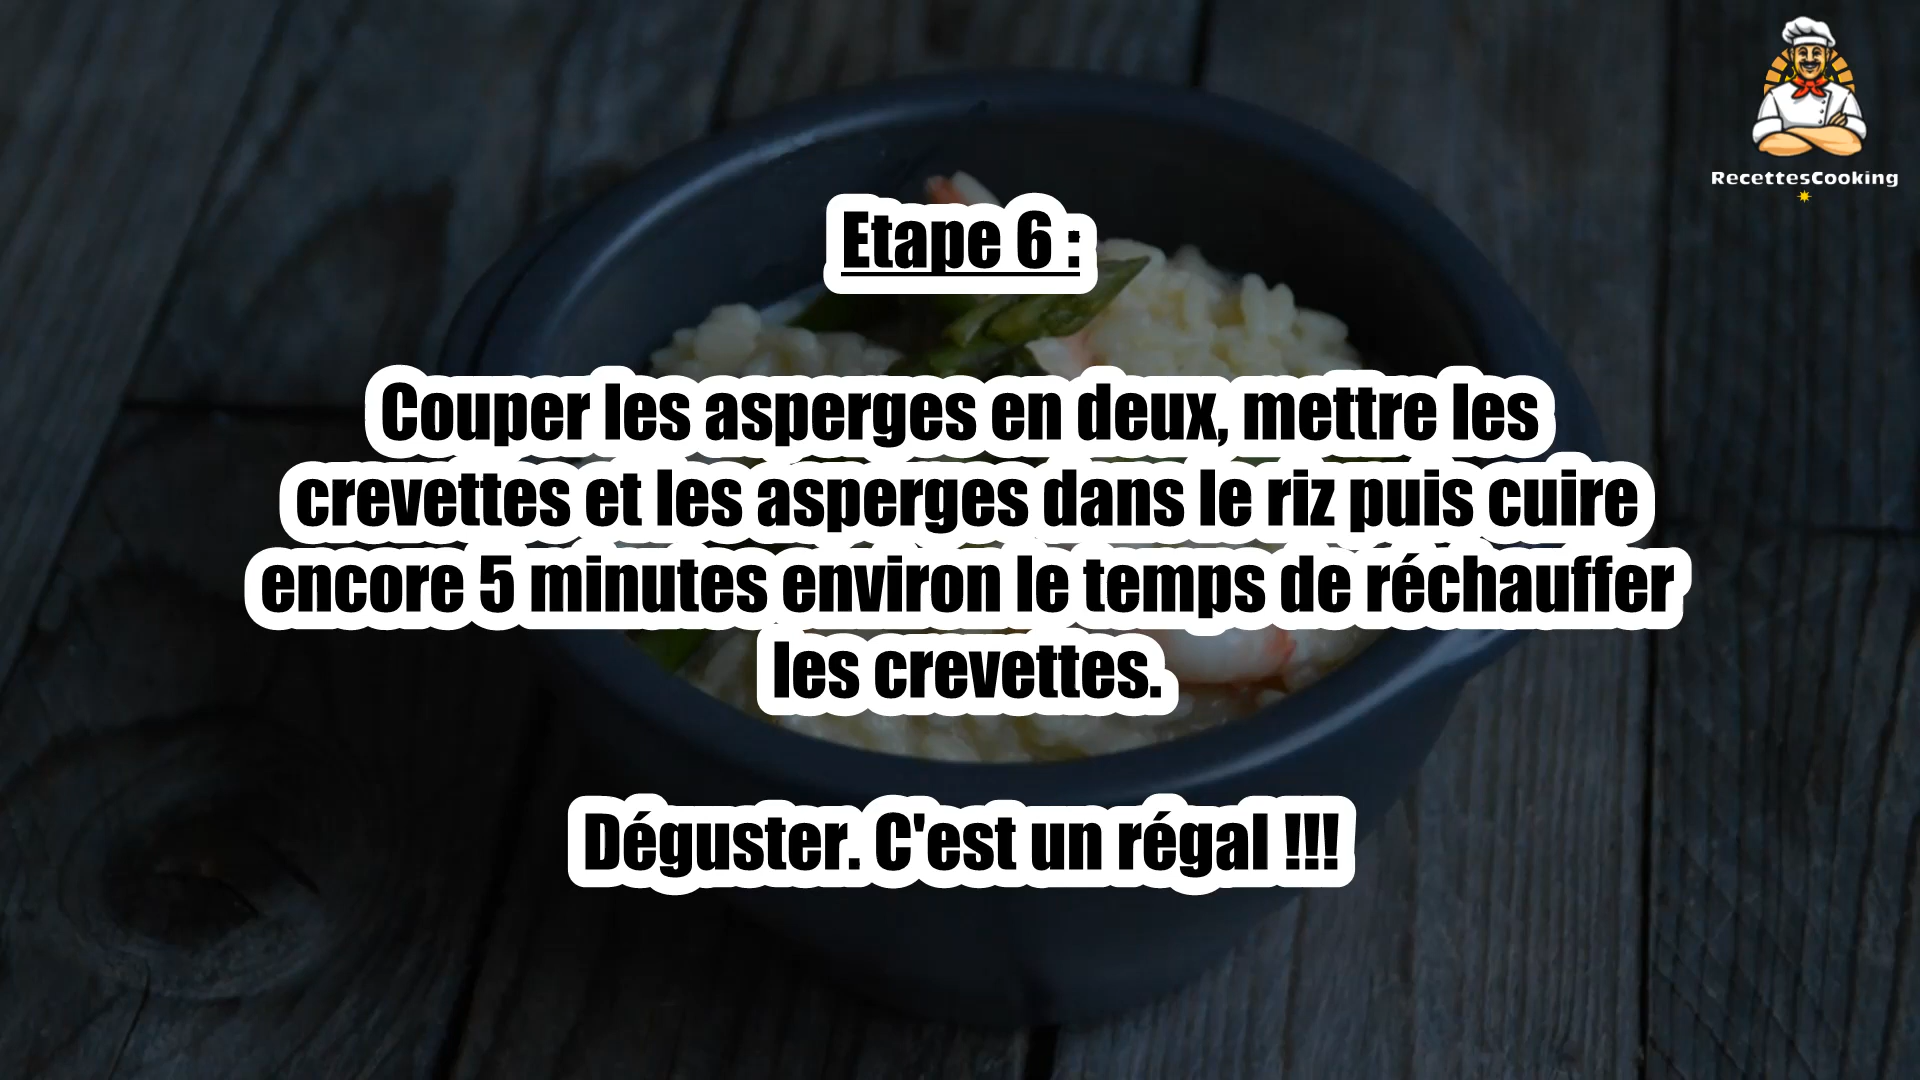 RecettesCooking
Etape 6 :
Couper les asperges en deux, mettre les
crevettes et les asperges dans le riz puis cuire
encore 5 minutes environ le temps de réchauffer
les crevettes.
Déguster. C'est un régal !!!